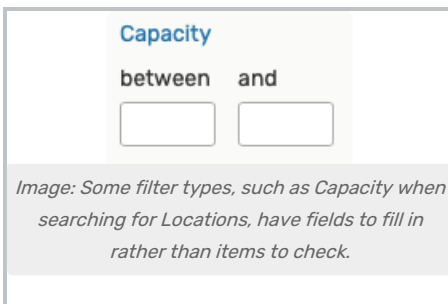 Capacity
between and
Image: Some filter types, such as Capacity when
searching for Locations, have fields to fill in
rather than items to check.